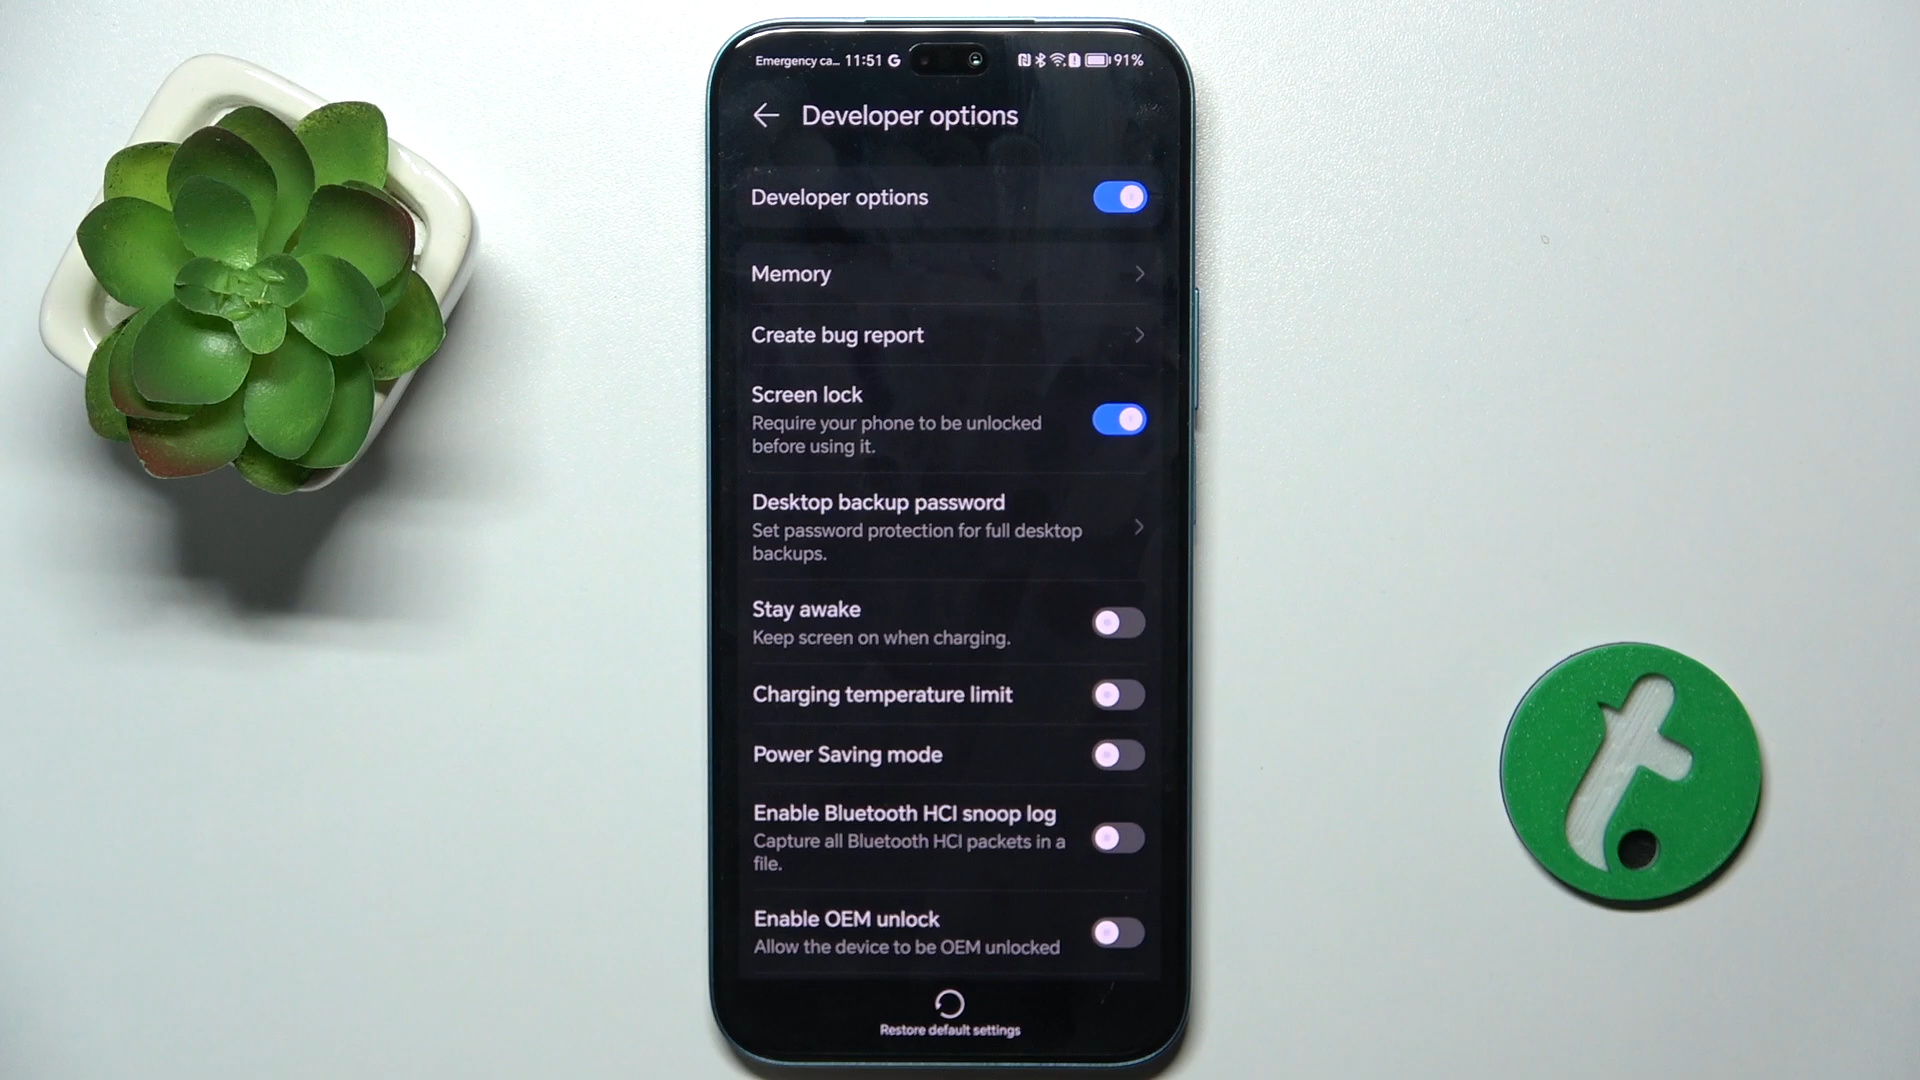 Emergency ca... 11:51 G 91%
Developer options
Developer options
Memory
Create bug report
Screen lock
Require your phone to be unlocked
before using it.
Desktop backup password
Set password protection for full desktop
backups.
Stay awake
Keep screen on when charging.
Charging temperature limit
Power Saving mode
Enable Bluetooth HCI snoop log
Capture all Bluetooth HCI packets in a
file.
Enable OEM unlock
Allow the device to be OEM unlocked
Restore default settings
t